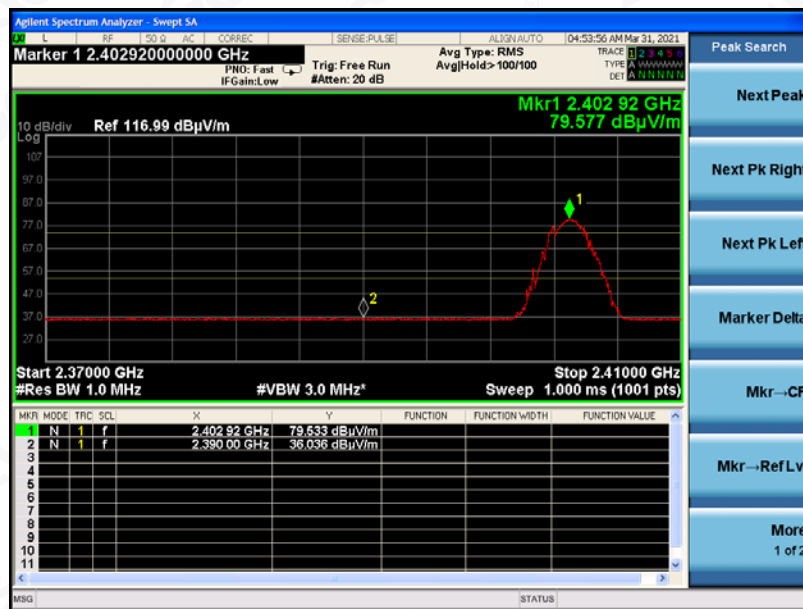 Agilent Spectrum Analyzer - Swept SA
L RF 50 Ω AC CORREC SENSE:PULSE ALIGN AUTO 04:53:56 AM Mar 31, 2021
Marker 1 2.402920000000 GHz
PNO: Fast
IFGain:Low
Trig: Free Run
#Atten: 20 dB
Avg Type: RMS
Avg|Hold>100/100
TRACE 1 2 3 4 5 6
TYPE A WWWWW
DET A N N N N N
Mkr1 2.402 92 GHz
79.577 dBµV/m
10 dB/div Ref 116.99 dBµV/m
Log
107
97.0
87.0
77.0
67.0
57.0
47.0
37.0
27.0
1
2
Start 2.37000 GHz Stop 2.41000 GHz
#Res BW 1.0 MHz #VBW 3.0 MHz* Sweep 1.000 ms (1001 pts)
MKR MODE TRC SCL X Y FUNCTION FUNCTION WIDTH FUNCTION VALUE
1 N 1 f 2.402 92 GHz 79.533 dBµV/m
2 N 1 f 2.390 00 GHz 36.036 dBµV/m
3
4
5
6
7
8
9
10
11
MSG STATUS
Peak Search
Next Peak
Next Pk Right
Next Pk Left
Marker Delta
Mkr→CF
Mkr→Ref Lv
More
1 of 2